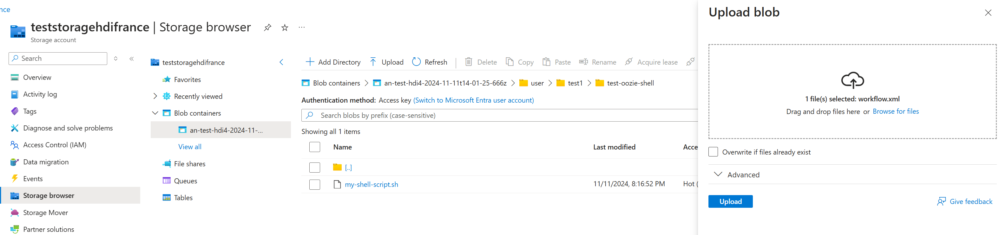 nce
teststoragehdifrance | Storage browser
Storage account
Search
Overview
Activity log
Tags
Diagnose and solve problems
Access Control (IAM)
Data migration
Events
Storage browser
Storage Mover
Partner solutions
teststoragehdifrance
Favorites
Recently viewed
Blob containers
an-test-hdi4-2024-11-...
View all
File shares
Queues
Tables
Add Directory Upload Refresh Delete Copy Paste Rename Acquire lease
Blob containers > an-test-hdi4-2024-11-11t14-01-25-666z > user > test1 > test-oozie-shell
Authentication method: Access key (Switch to Microsoft Entra user account)
Search blobs by prefix (case-sensitive)
Showing all 1 items
Name Last modified Acce
[..]
my-shell-script.sh 11/11/2024, 8:16:52 PM Hot (
Upload blob
1 file(s) selected: workflow.xml
Drag and drop files here or Browse for files
Overwrite if files already exist
Advanced
Upload Give feedback